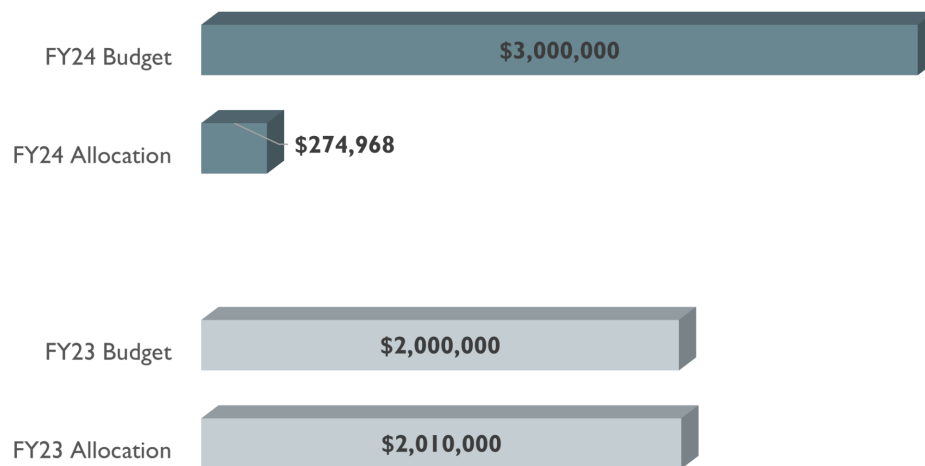 FY24 Budget $3,000,000
FY24 Allocation $274,968
FY23 Budget $2,000,000
FY23 Allocation $2,010,000